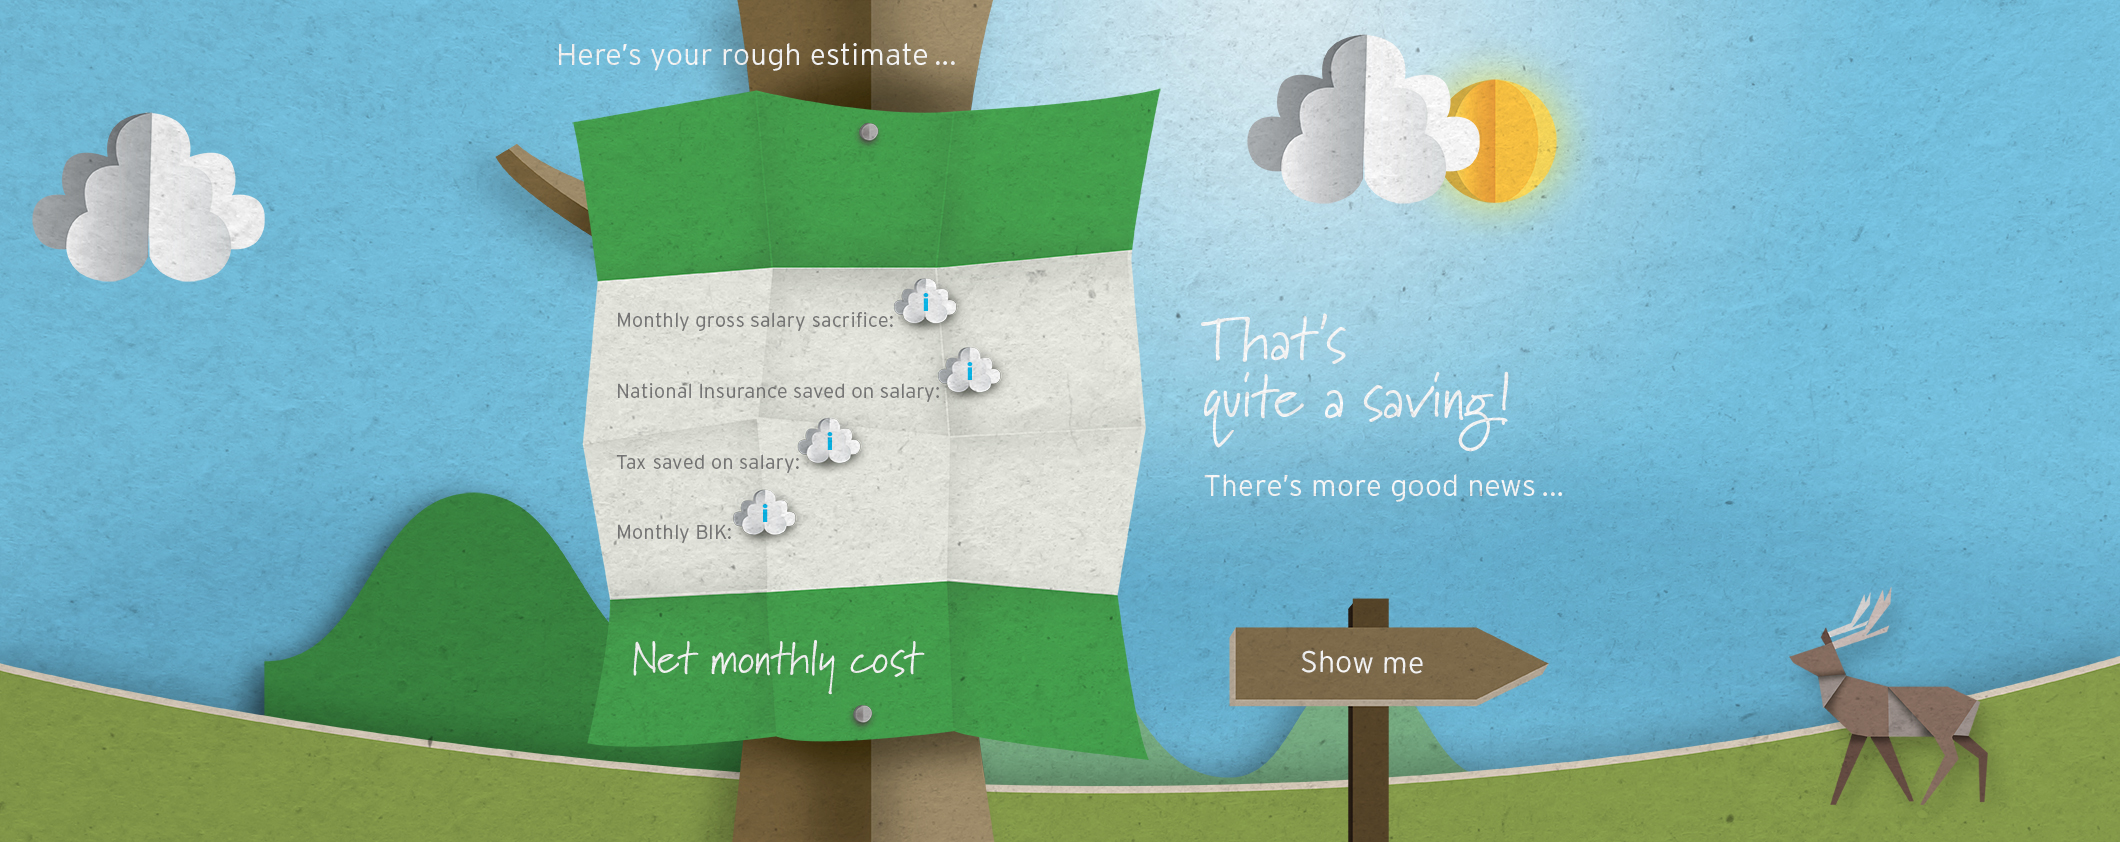 Here's your rough estimate ...
Monthly gross salary sacrifice:
i
National Insurance saved on salary:
i
Tax saved on salary:
i
Monthly BIK:
i
Net monthly cost
That's
quite a saving!
There's more good news ...
Show me